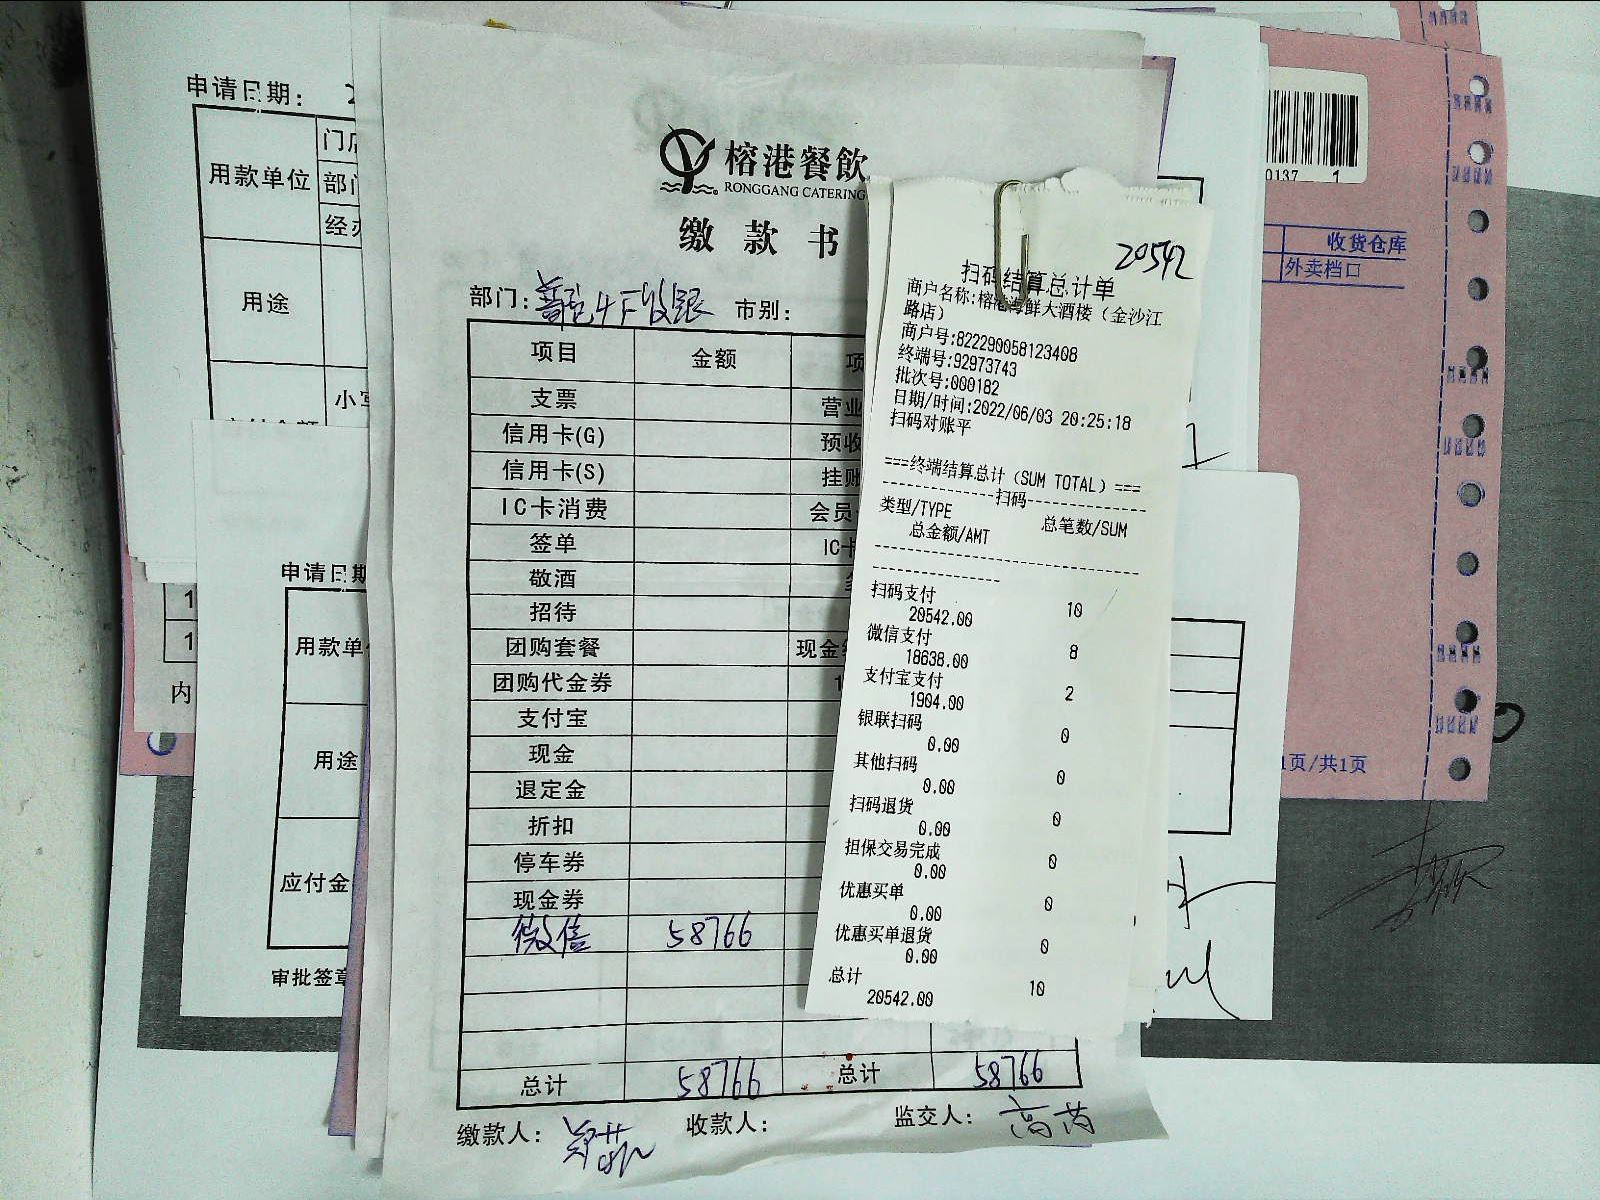 申请日期：
用款单位
门店
部门
经办
用途
小写
申请日期
用款单位
用途
应付金
审批签章
1
1
内
榕港餐飲
RONGGANG CATERING
缴款书
部门：
市别：
项目 金额 项
支票 营业
信用卡(G) 预收
信用卡(S) 挂账
IC卡消费 会员
签单 IC卡
敬酒
招待
团购套餐 现金
团购代金券
支付宝
现金
退定金
折扣
停车券
现金券
微信 58766
总计 58766 总计 58766
缴款人： 收款人： 监交人：高茜
20542
扫码结算总计单
商户名称:榕港海鲜大酒楼（金沙江
路店）
商户号:822290058123408
终端号:92973743
批次号:000182
日期/时间:2022/06/03 20:25:18
扫码对账平
===终端结算总计（SUM TOTAL）===
---------------扫码---------------
类型/TYPE 总笔数/SUM
总金额/AMT
扫码支付 10
20542.00
微信支付 8
18638.00
支付宝支付 2
1904.00
银联扫码 0
0.00
其他扫码 0
0.00
扫码退货 0
0.00
担保交易完成 0
0.00
优惠买单 0
0.00
优惠买单退货 0
0.00
总计 10
20542.00
0137 1
收货仓库
外卖档口
1页/共1页